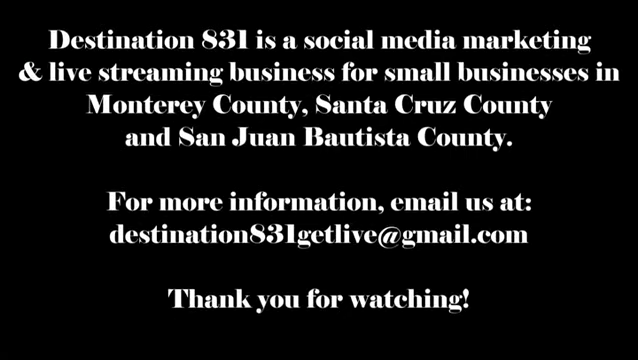 Destination 831 is a social media marketing
& live streaming business for small businesses in
Monterey County, Santa Cruz County
and San Juan Bautista County.
For more information, email us at:
destination831getlive@gmail.com
Thank you for watching!